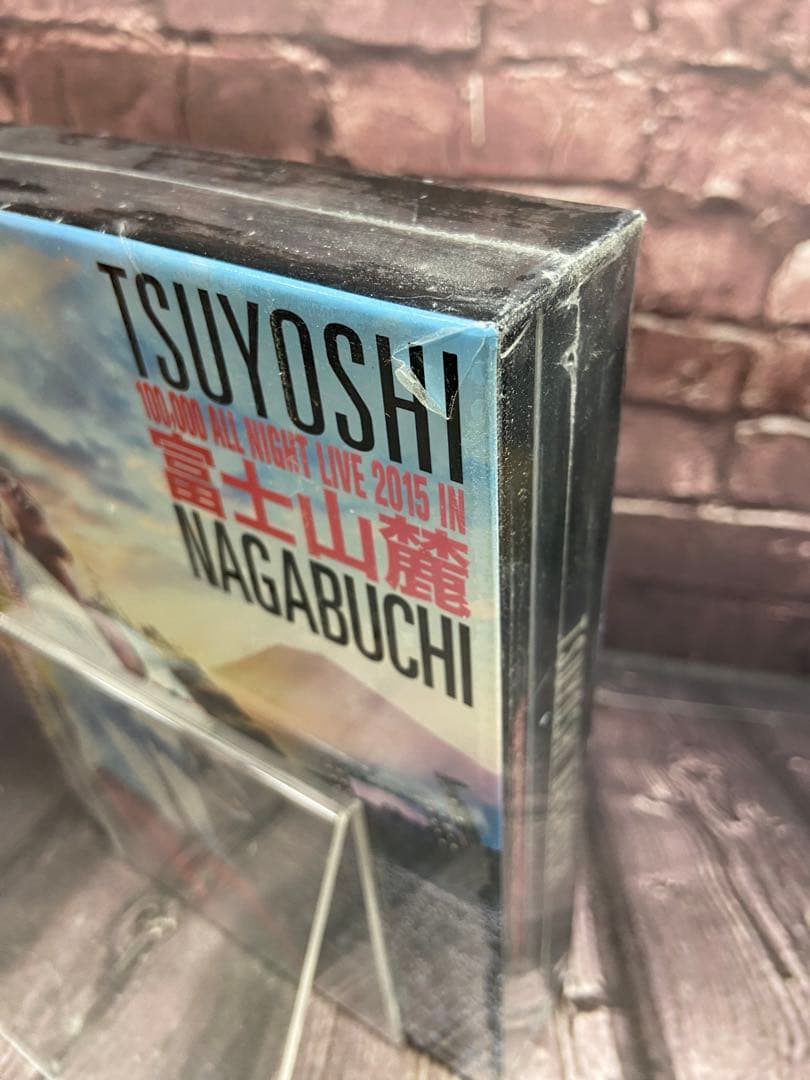 TSUYOSHI
100,000 ALL NIGHT LIVE 2015 IN
富士山麓
NAGABUCHI